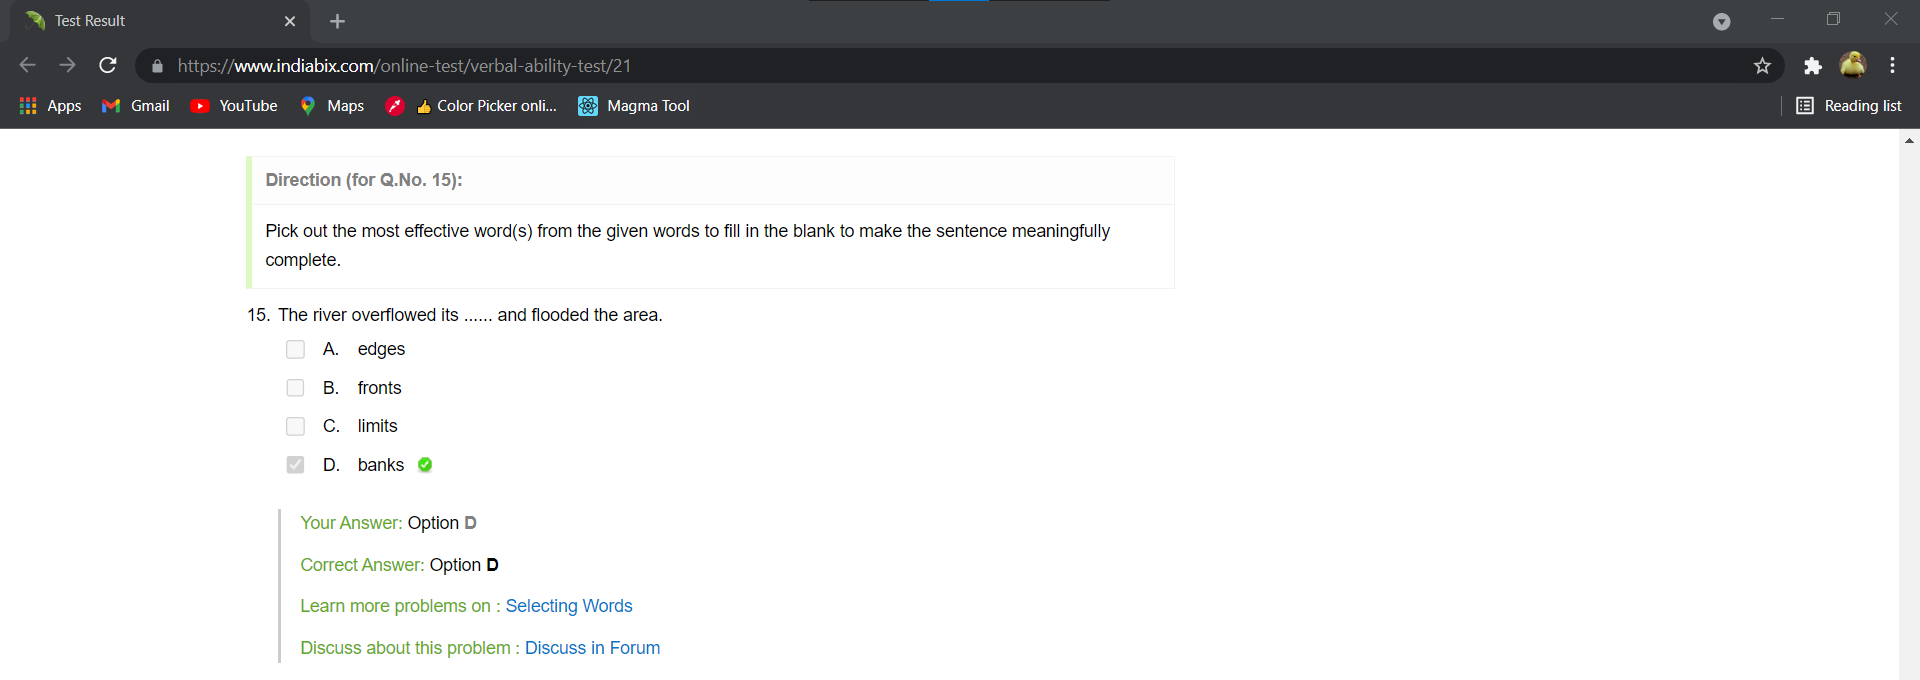 Test Result
https://www.indiabix.com/online-test/verbal-ability-test/21
Apps Gmail YouTube Maps Color Picker onli... Magma Tool Reading list
Direction (for Q.No. 15):
Pick out the most effective word(s) from the given words to fill in the blank to make the sentence meaningfully
complete.
15. The river overflowed its ...... and flooded the area.
A. edges
B. fronts
C. limits
D. banks
Your Answer: Option D
Correct Answer: Option D
Learn more problems on : Selecting Words
Discuss about this problem : Discuss in Forum